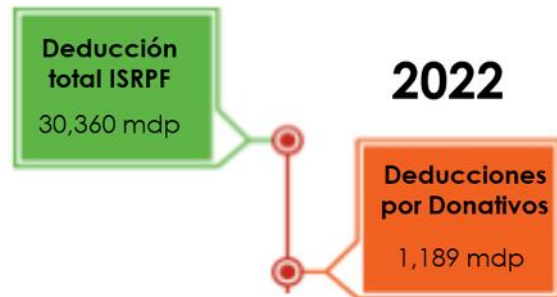 Deducción
total ISRPF
30,360 mdp
2022
Deducciones
por Donativos
1,189 mdp